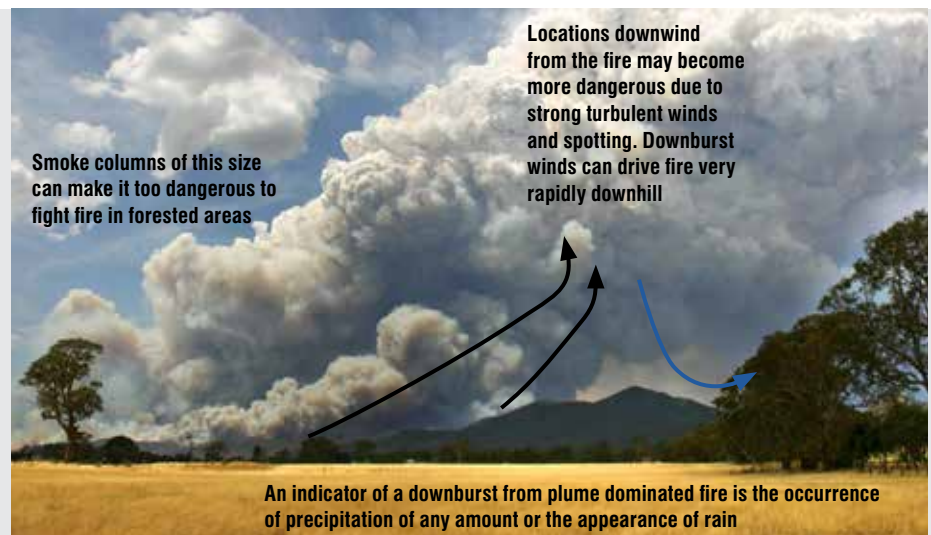 Smoke columns of this size
can make it too dangerous to
fight fire in forested areas
Locations downwind
from the fire may become
more dangerous due to
strong turbulent winds
and spotting. Downburst
winds can drive fire very
rapidly downhill
An indicator of a downburst from plume dominated fire is the occurrence
of precipitation of any amount or the appearance of rain